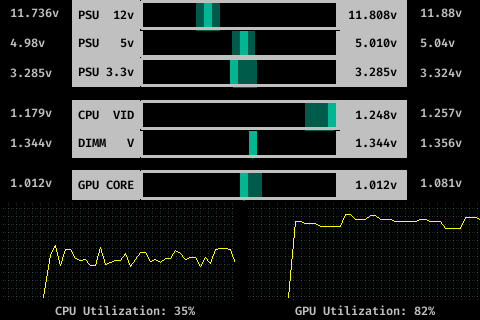 11.736v PSU 12v 11.808v 11.88v
4.98v PSU 5v 5.010v 5.04v
3.285v PSU 3.3v 3.285v 3.324v
1.179v CPU VID 1.248v 1.257v
1.344v DIMM V 1.344v 1.356v
1.012v GPU CORE 1.012v 1.081v
CPU Utilization: 35% GPU Utilization: 82%